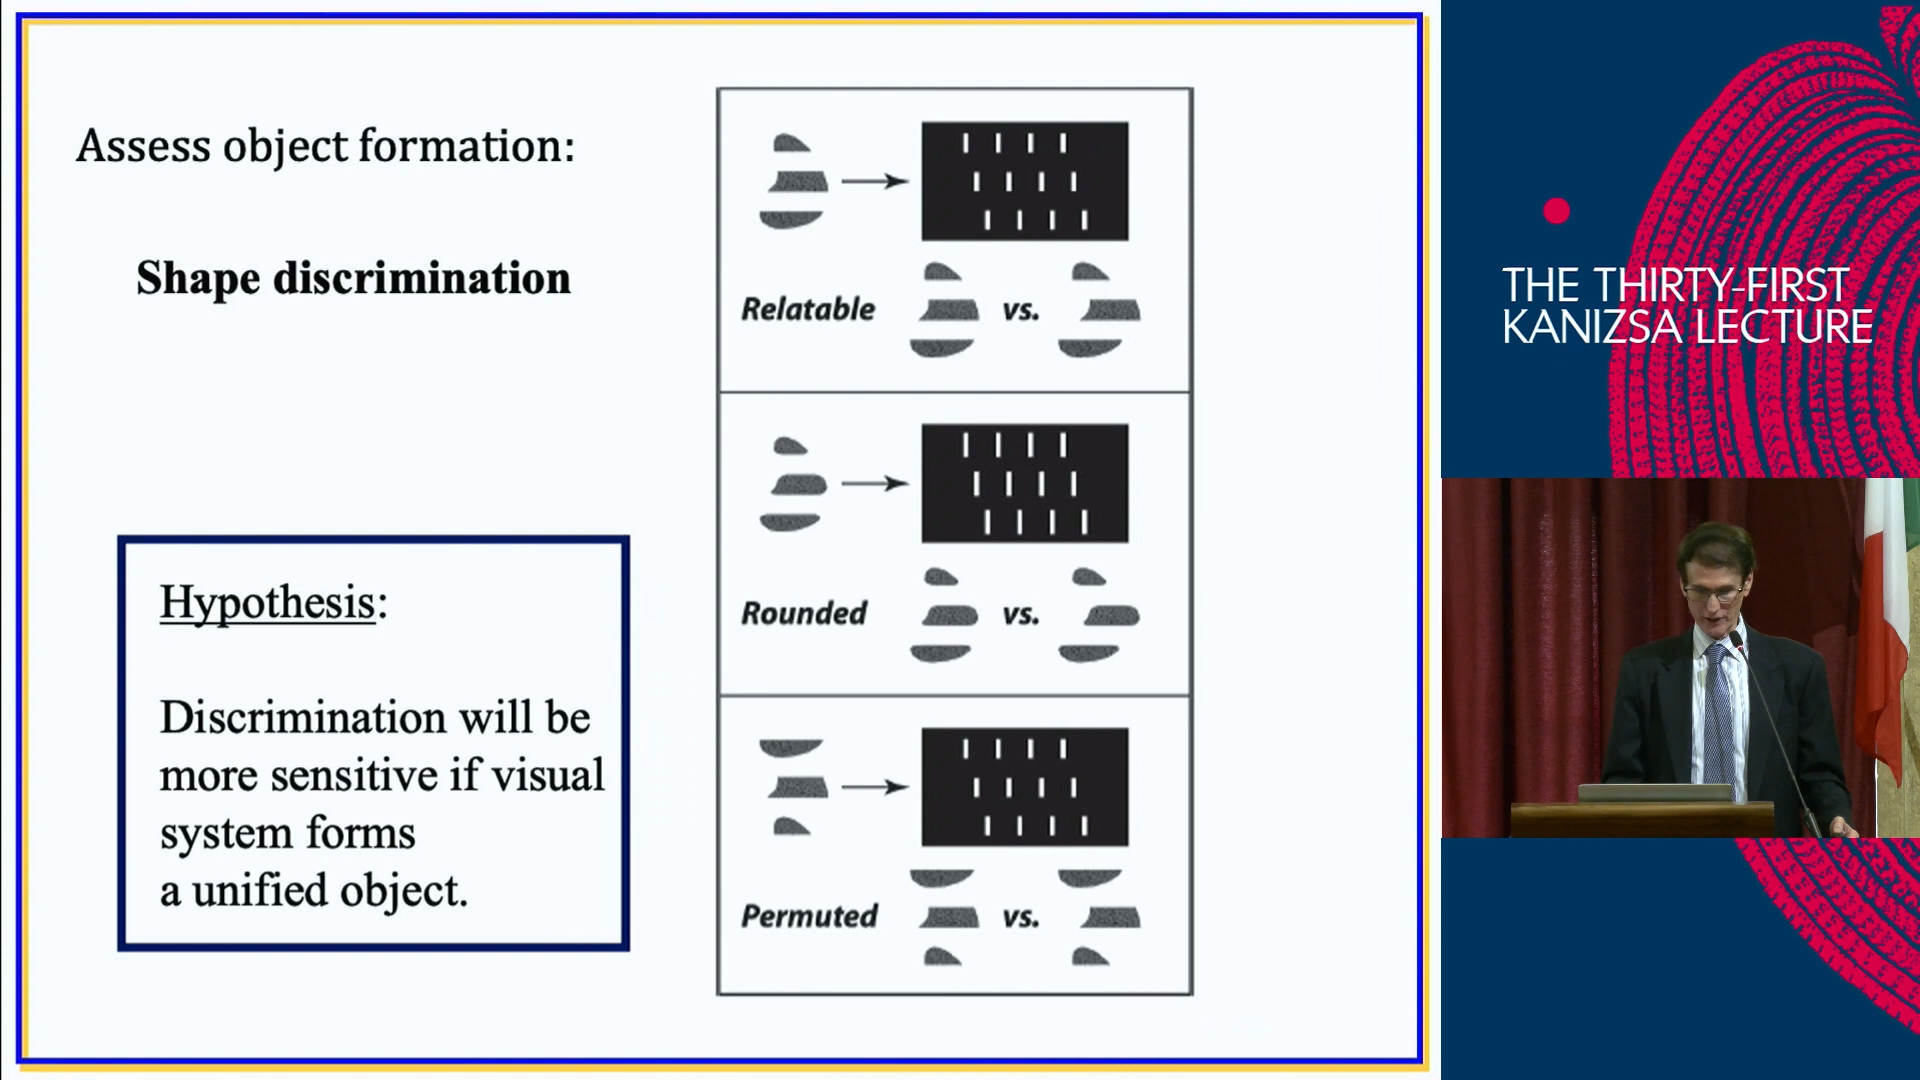 Assess object formation:
Shape discrimination
Hypothesis:
Discrimination will be
more sensitive if visual
system forms
a unified object.
Relatable
vs.
Rounded
vs.
Permuted
vs.
THE THIRTY-FIRST
KANIZSA LECTURE